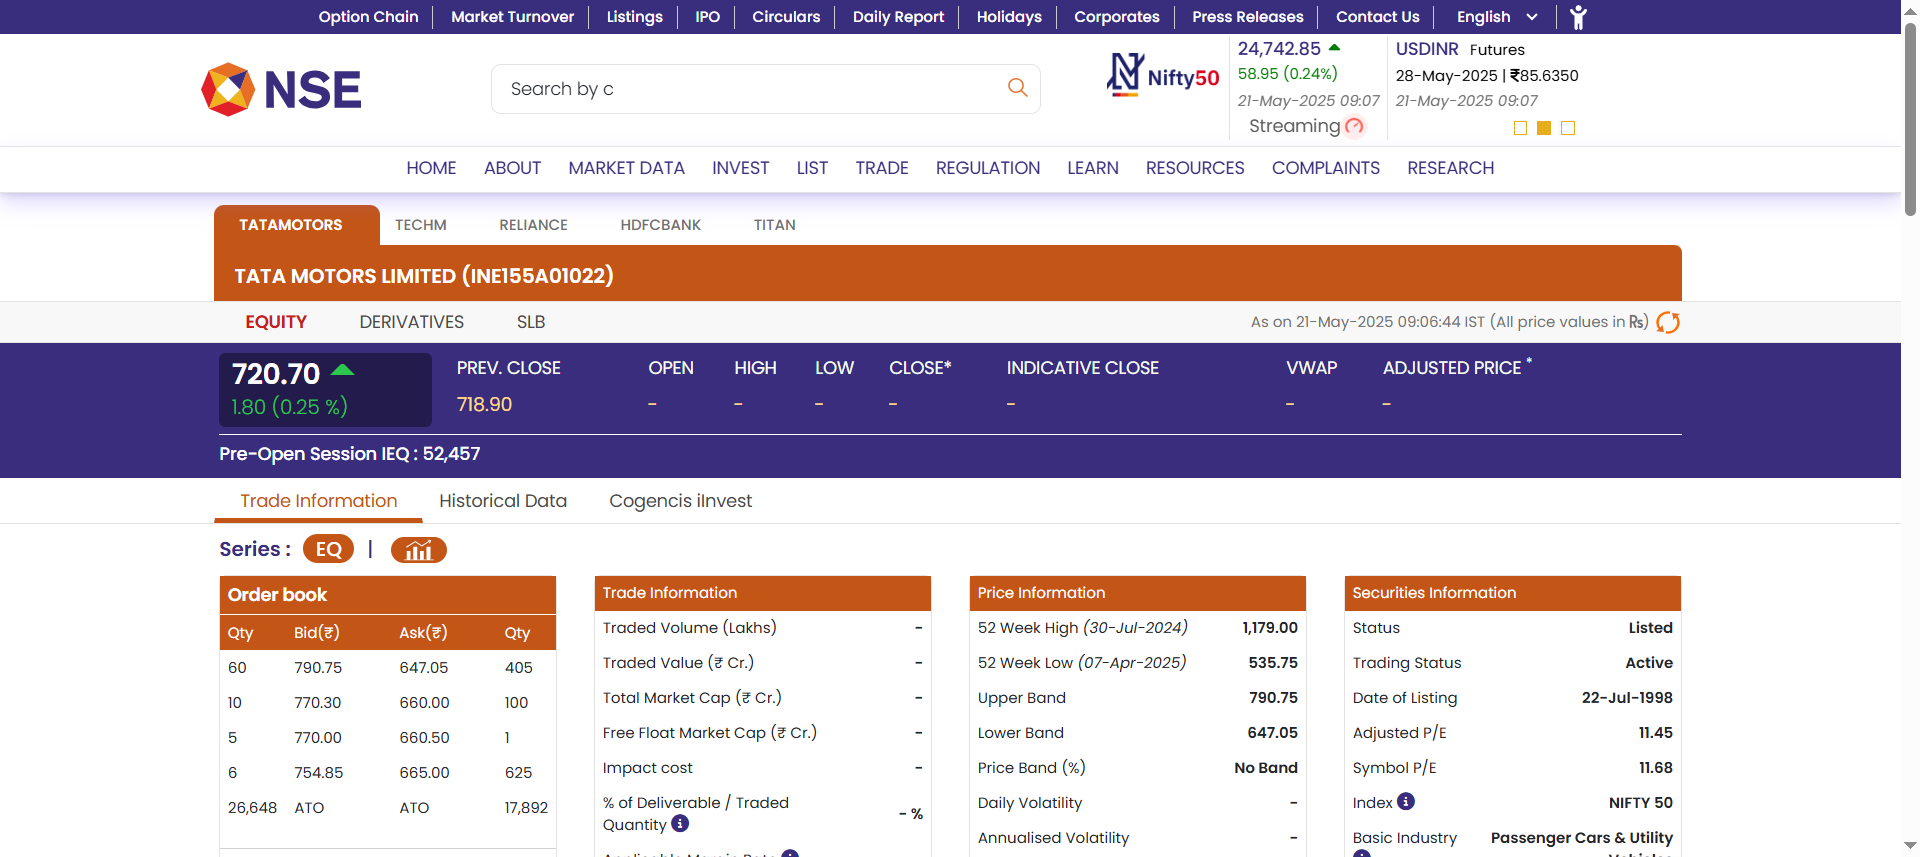 Option Chain Market Turnover Listings IPO Circulars Daily Report Holidays Corporates Press Releases Contact Us English
NSE
Search by c
Nifty50
24,742.85
58.95 (0.24%)
21-May-2025 09:07
Streaming
USDINR Futures
28-May-2025 | ₹85.6350
21-May-2025 09:07
HOME ABOUT MARKET DATA INVEST LIST TRADE REGULATION LEARN RESOURCES COMPLAINTS RESEARCH
TATAMOTORS TECHM RELIANCE HDFCBANK TITAN
TATA MOTORS LIMITED (INE155A01022)
EQUITY DERIVATIVES SLB As on 21-May-2025 09:06:44 IST (All price values in ₨)
720.70
1.80 (0.25 %)
PREV. CLOSE OPEN HIGH LOW CLOSE* INDICATIVE CLOSE VWAP ADJUSTED PRICE *
718.90 - - - - - - -
Pre-Open Session IEQ : 52,457
Trade Information Historical Data Cogencis iInvest
Series : EQ |
Order book
Qty Bid(₹) Ask(₹) Qty
60 790.75 647.05 405
10 770.30 660.00 100
5 770.00 660.50 1
6 754.85 665.00 625
26,648 ATO ATO 17,892
Trade Information
Traded Volume (Lakhs) -
Traded Value (₹ Cr.) -
Total Market Cap (₹ Cr.) -
Free Float Market Cap (₹ Cr.) -
Impact cost -
% of Deliverable / Traded
Quantity - %
Applicable Margin Rate
Price Information
52 Week High (30-Jul-2024) 1,179.00
52 Week Low (07-Apr-2025) 535.75
Upper Band 790.75
Lower Band 647.05
Price Band (%) No Band
Daily Volatility -
Annualised Volatility -
Securities Information
Status Listed
Trading Status Active
Date of Listing 22-Jul-1998
Adjusted P/E 11.45
Symbol P/E 11.68
Index NIFTY 50
Basic Industry Passenger Cars & Utility
Vehicles